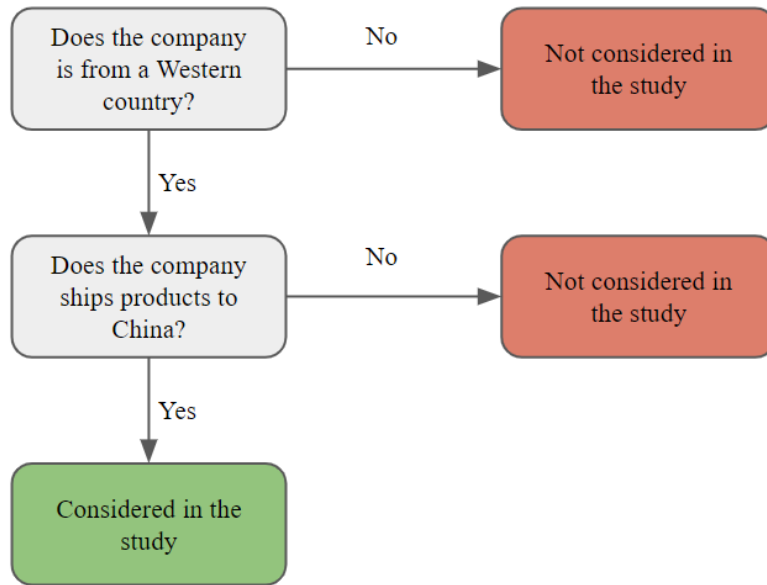 Does the company
is from a Western
country?
No
Not considered in
the study
Yes
Does the company
ships products to
China?
No
Not considered in
the study
Yes
Considered in the
study